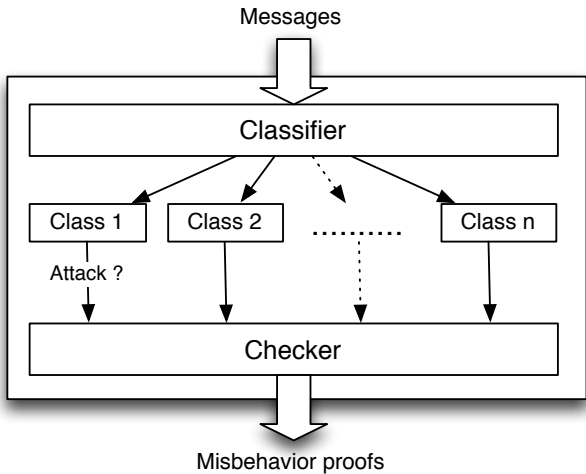 Messages
Classifier
Class 1
Class 2
..........
Class n
Attack ?
Checker
Misbehavior proofs